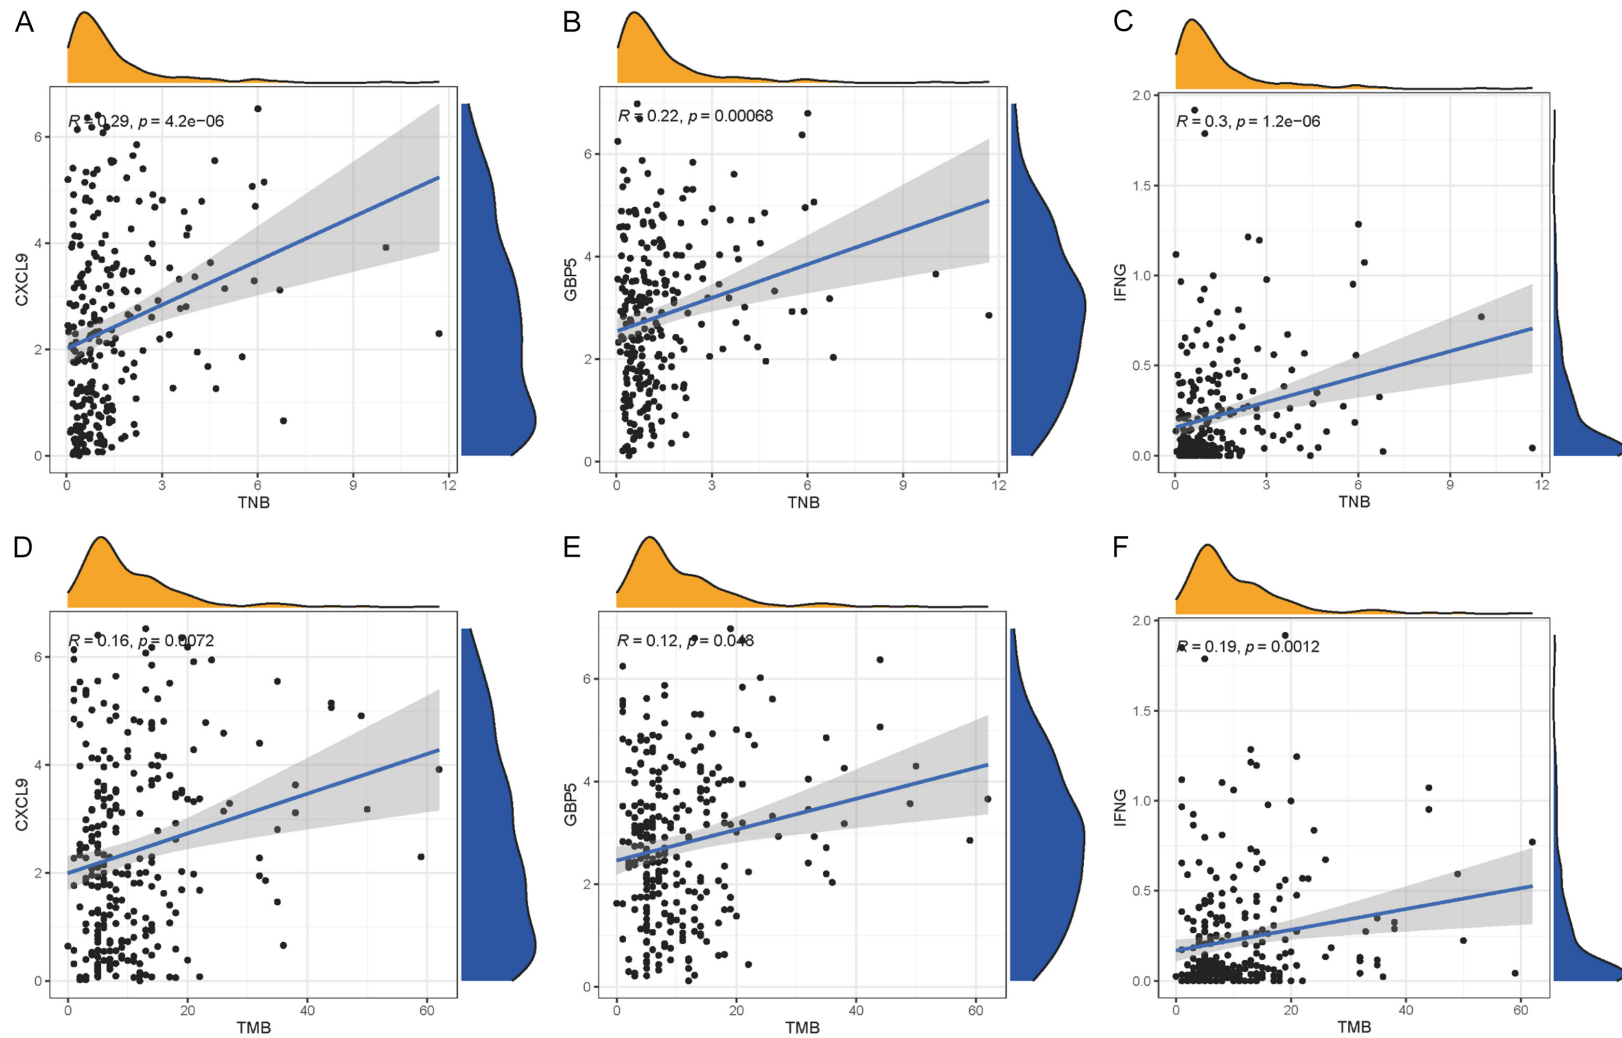 A
B
C
R = 0.29, p = 4.2e−06
R = 0.22, p = 0.00068
R = 0.3, p = 1.2e−06
CXCL9
6
4
2
0
0 3 6 9 12
TNB
GBP5
6
4
2
0
0 3 6 9 12
TNB
IFNG
2.0
1.5
1.0
0.5
0.0
0 3 6 9 12
TNB
D
E
F
R = 0.16, p = 0.0072
R = 0.12, p = 0.048
R = 0.19, p = 0.0012
CXCL9
6
4
2
0
0 20 40 60
TMB
GBP5
6
4
2
0
0 20 40 60
TMB
IFNG
2.0
1.5
1.0
0.5
0.0
0 20 40 60
TMB